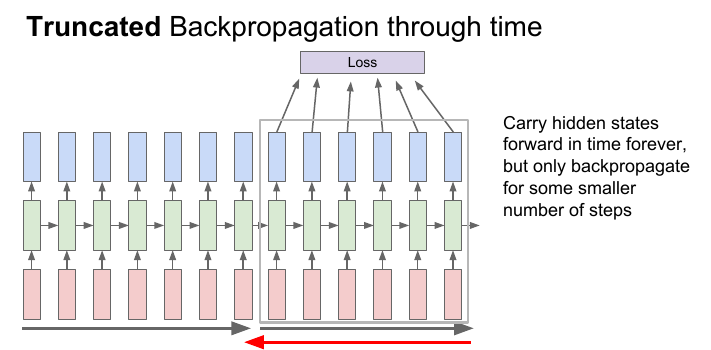 Truncated Backpropagation through time
Loss
Carry hidden states
forward in time forever,
but only backpropagate
for some smaller
number of steps